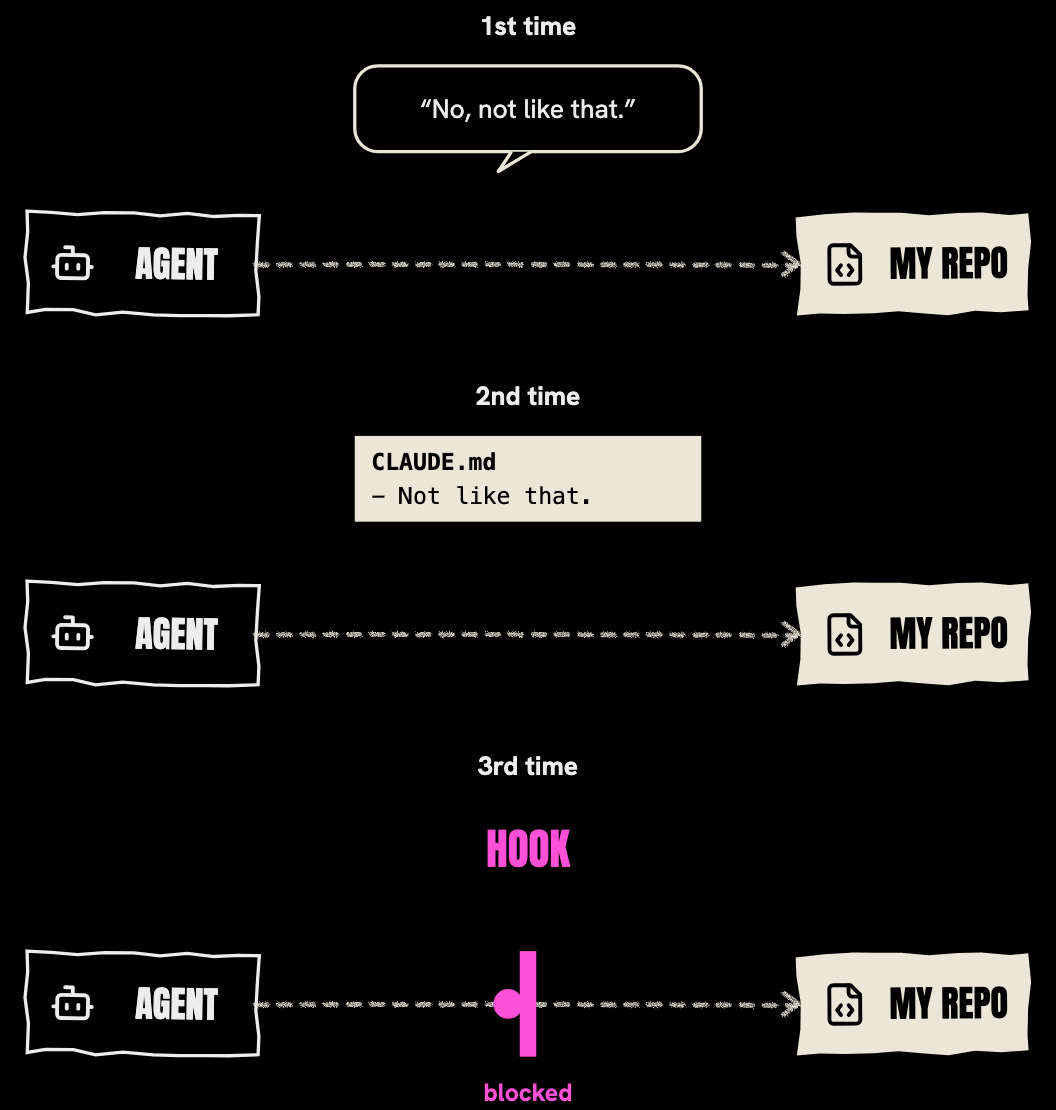 1st time
“No, not like that.”
AGENT
MY REPO
2nd time
CLAUDE.md
– Not like that.
AGENT
MY REPO
3rd time
HOOK
AGENT
MY REPO
blocked